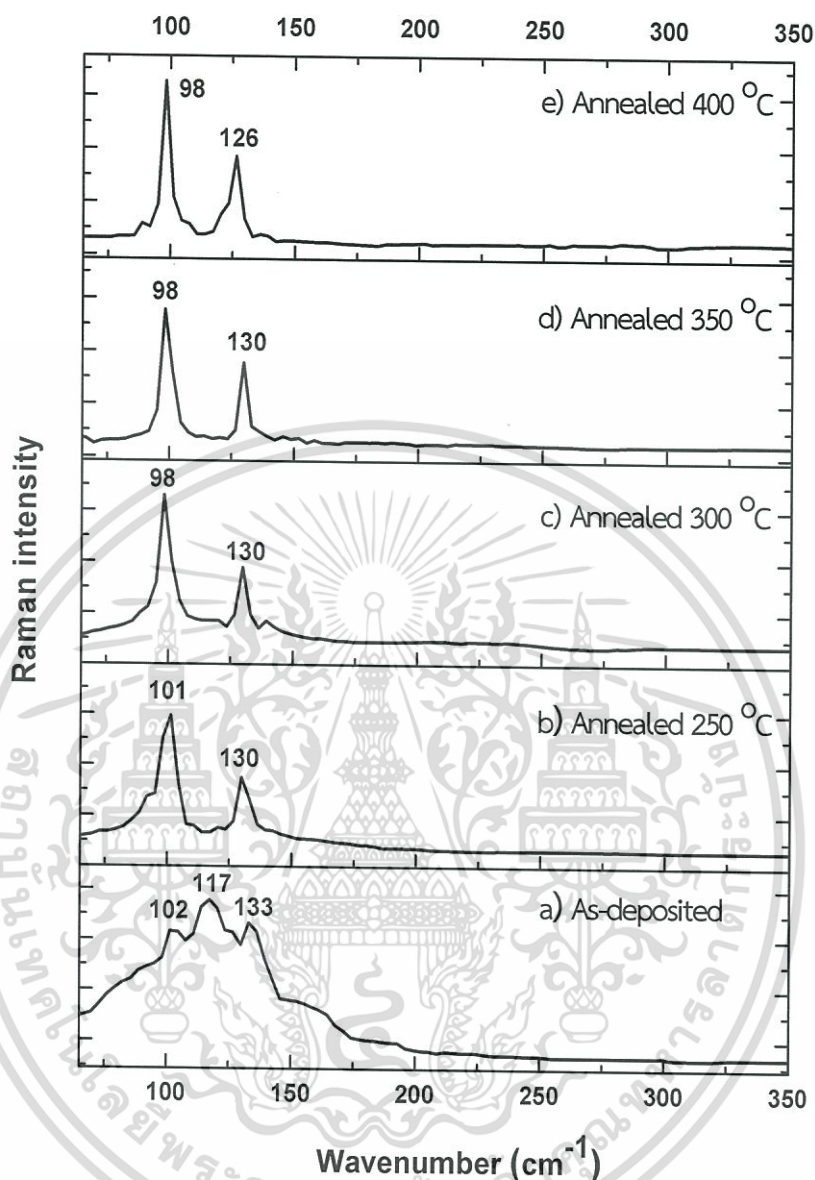 100 150 200 250 300 350
98
e) Annealed 400 °C
126
98
d) Annealed 350 °C
130
98
c) Annealed 300 °C
130
101
b) Annealed 250 °C
130
117
102 133
a) As-deposited
Raman intensity
100 150 200 250 300 350
Wavenumber (cm⁻¹)